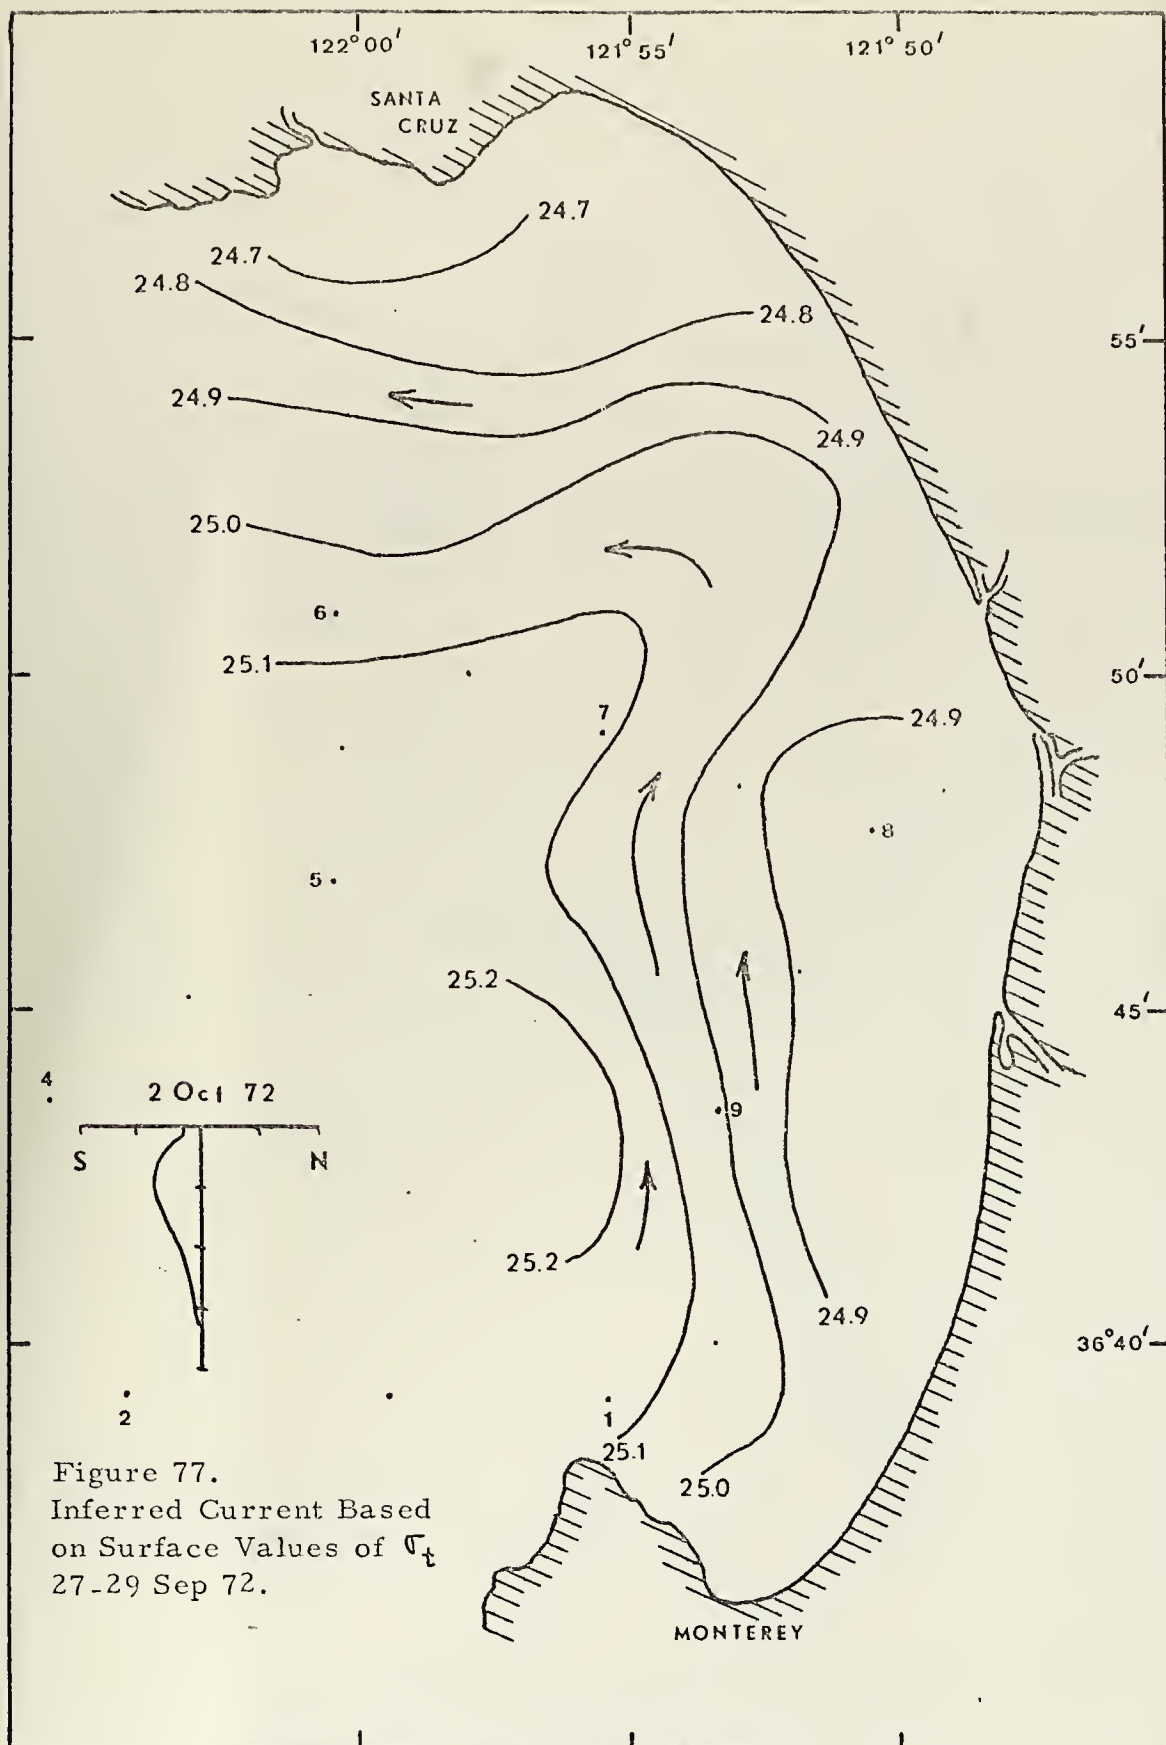 122°00′ 121°55′ 121°50′
SANTA
CRUZ
24.7
24.7
24.8
24.8
55′
24.9
24.9
25.0
6
25.1
50′
7
24.9
8
5
25.2
45′
4
2 Oct 72
9
S N
25.2
24.9
36°40′
2
1
25.1
25.0
Figure 77.
Inferred Current Based
on Surface Values of σt
27-29 Sep 72.
MONTEREY